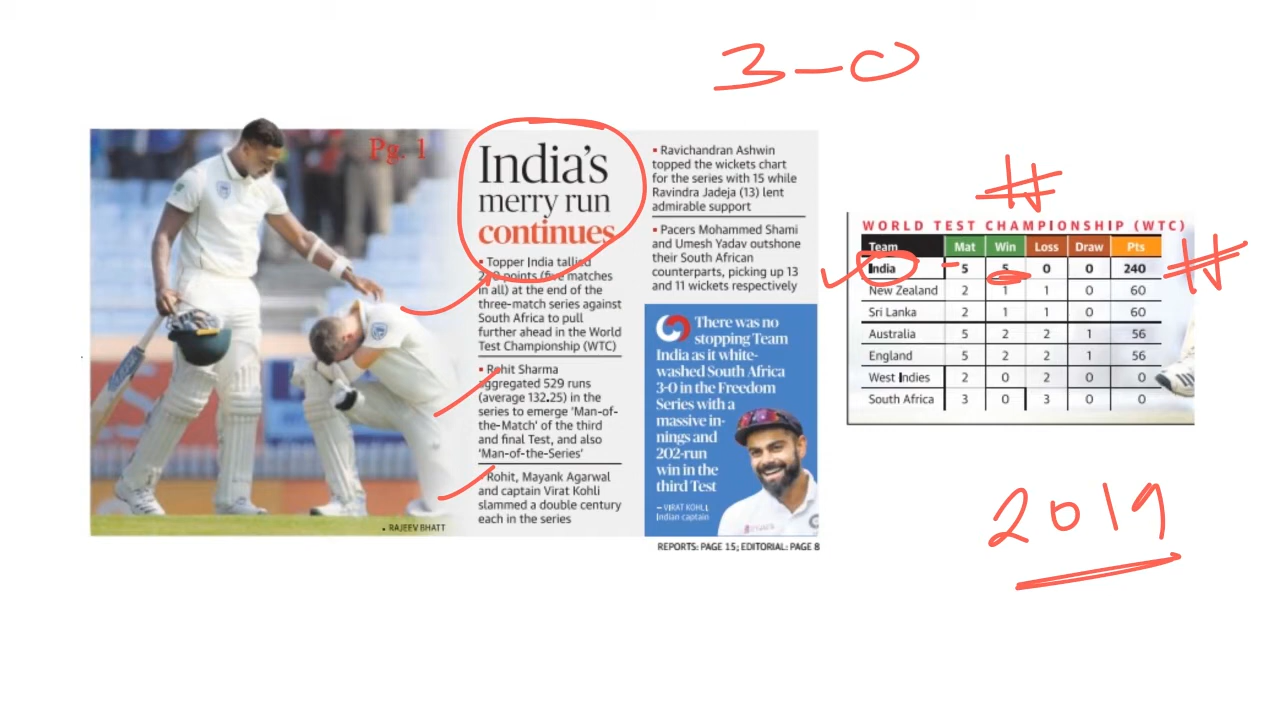 3-0
Pg. 1
India's
merry run
continues
▪ Topper India tallied
240 points (five matches
in all) at the end of the
three-match series against
South Africa to pull
further ahead in the World
Test Championship (WTC)
▪ Rohit Sharma
aggregated 529 runs
(average 132.25) in the
series to emerge 'Man-of-
the-Match' of the third
and final Test, and also
'Man-of-the-Series'
▪ Rohit, Mayank Agarwal
and captain Virat Kohli
slammed a double century
each in the series
• RAJEEV BHATT
▪ Ravichandran Ashwin
topped the wickets chart
for the series with 15 while
Ravindra Jadeja (13) lent
admirable support
▪ Pacers Mohammed Shami
and Umesh Yadav outshone
their South African
counterparts, picking up 13
and 11 wickets respectively
There was no
stopping Team
India as it white-
washed South Africa
3-0 in the Freedom
Series with a
massive in-
nings and
202-run
win in the
third Test
— VIRAT KOHLI
Indian captain
REPORTS: PAGE 15; EDITORIAL: PAGE 8
WORLD TEST CHAMPIONSHIP (WTC)
Team Mat Win Loss Draw Pts
India 5 5 0 0 240
New Zealand 2 1 1 0 60
Sri Lanka 2 1 1 0 60
Australia 5 2 2 1 56
England 5 2 2 1 56
West Indies 2 0 2 0 0
South Africa 3 0 3 0 0
2019